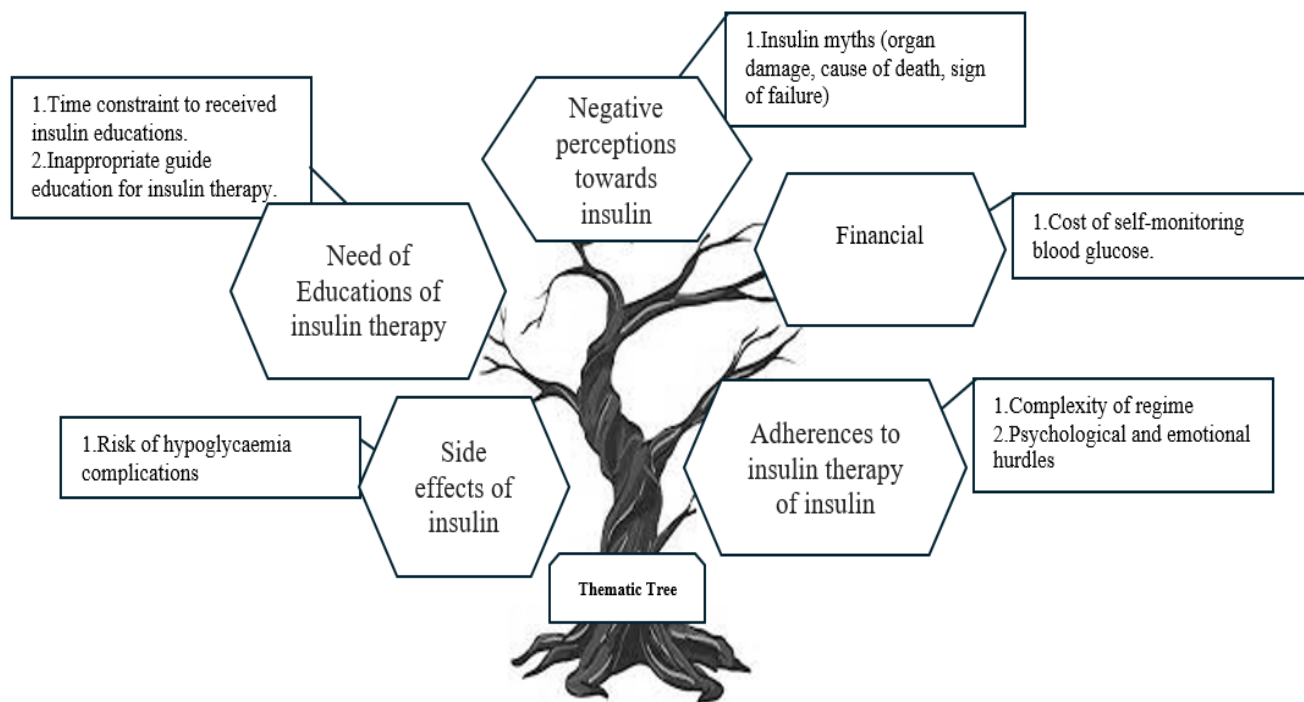 1.Insulin myths (organ
damage, cause of death, sign
of failure)
Negative
perceptions
towards
insulin
1.Time constraint to received
insulin educations.
2.Inappropriate guide
education for insulin therapy.
Need of
Educations of
insulin therapy
Financial
1.Cost of self-monitoring
blood glucose.
1.Risk of hypoglycaemia
complications
Side
effects of
insulin
Adherences to
insulin therapy
of insulin
1.Complexity of regime
2.Psychological and emotional
hurdles
Thematic Tree